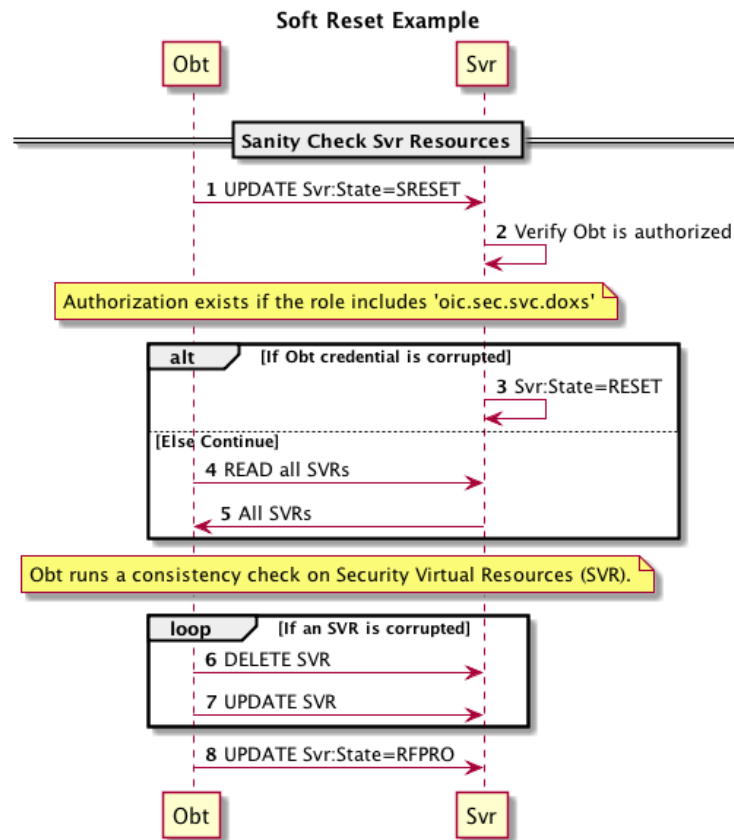 Soft Reset Example
Obt
Svr
Sanity Check Svr Resources
1 UPDATE Svr:State=SRESET
2 Verify Obt is authorized
Authorization exists if the role includes 'oic.sec.svc.doxs'
alt [If Obt credential is corrupted]
3 Svr:State=RESET
[Else Continue]
4 READ all SVRs
5 All SVRs
Obt runs a consistency check on Security Virtual Resources (SVR).
loop [If an SVR is corrupted]
6 DELETE SVR
7 UPDATE SVR
8 UPDATE Svr:State=RFPRO
Obt
Svr